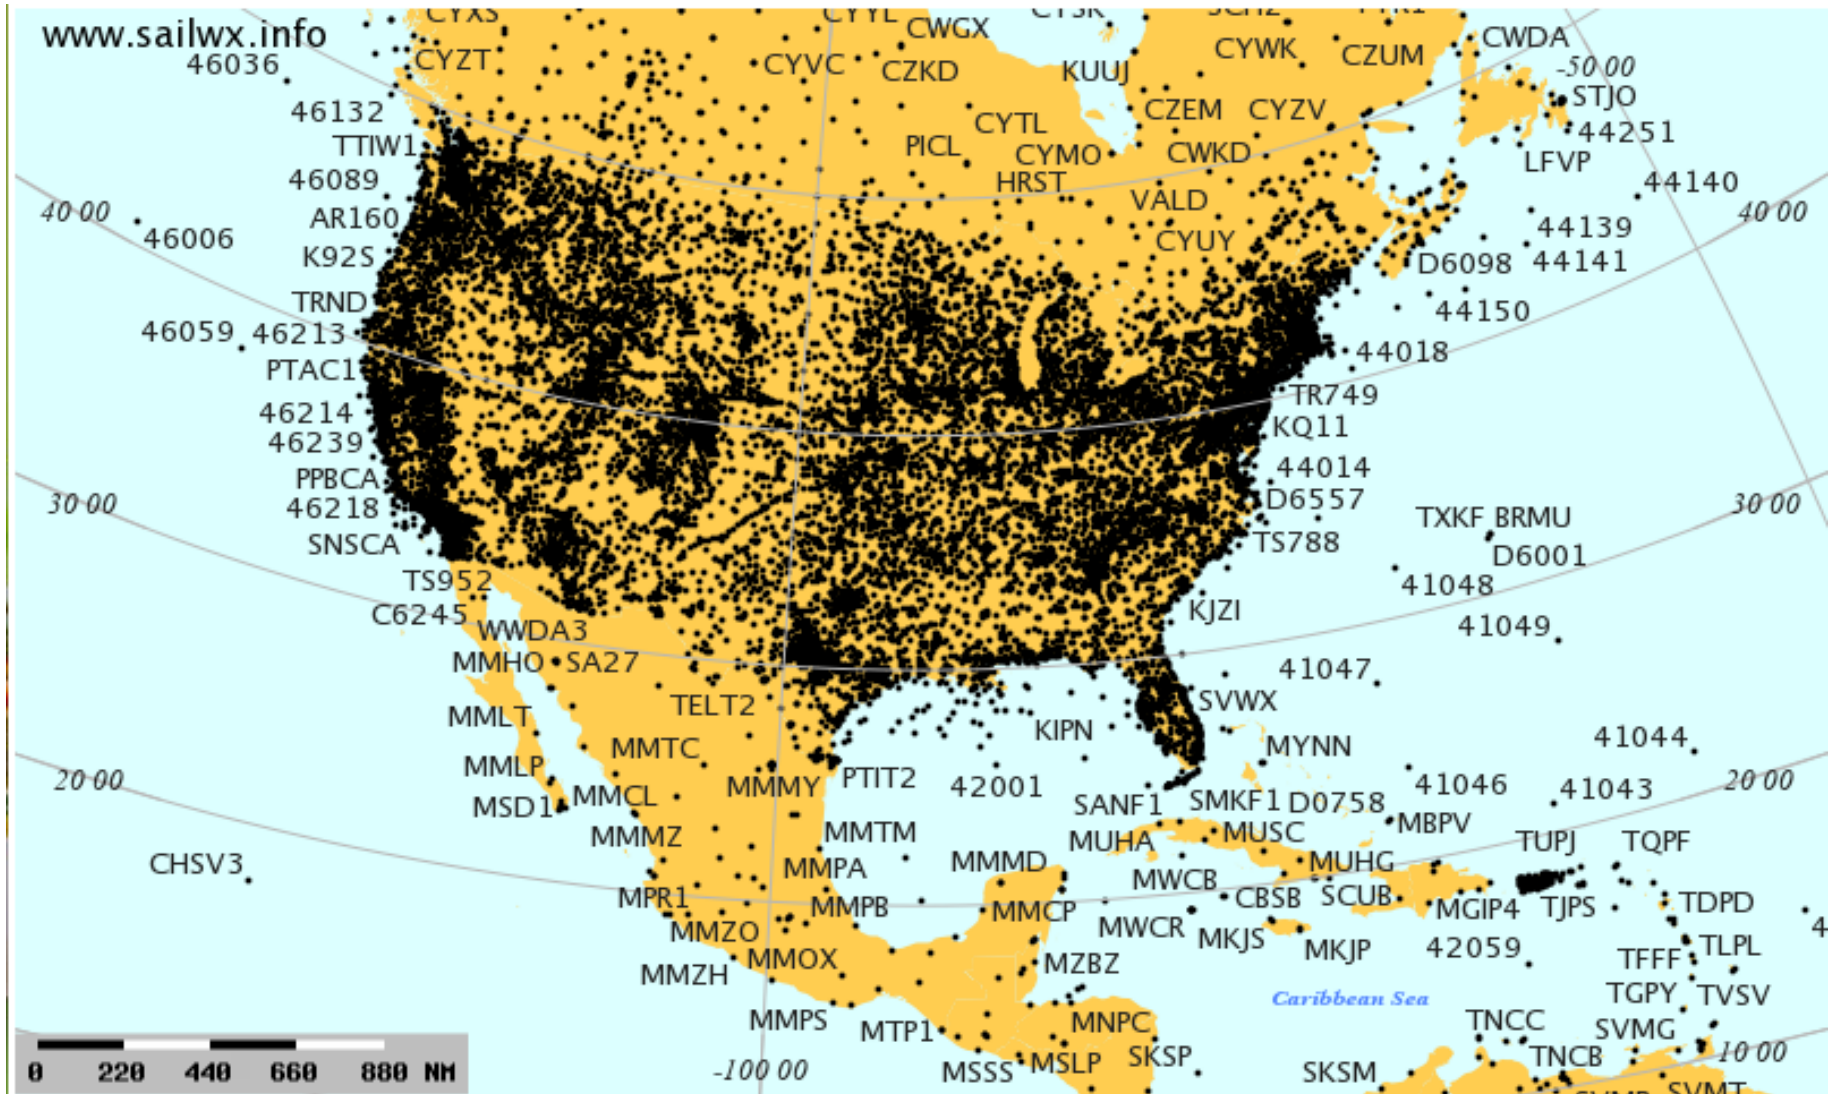 CYXS
CYYL
CWGX
CYSK
www.sailwx.info
CWDA
46036
CYZT
CYVC
CZKD
KUUJ
CYWK
CZUM
-50 00
46132
CZEM
CYZV
STJO
TTIW1
CYTL
44251
PICL
CYMO
CWKD
LFVP
46089
HRST
44140
40 00
AR160
VALD
40 00
46006
CYUY
44139
K92S
D6098
44141
TRND
44150
46059
46213
PTAC1
44018
46214
TR749
46239
KQ11
PPBCA
44014
30 00
46218
D6557
30 00
SNSCA
TS788
TXKF
BRMU
D6001
TS952
41048
C6245
KJZI
WWDA3
41049
MMHO
SA27
41047
MMLT
TELT2
SVWX
KIPN
MMTC
MYNN
41044
MMLP
MMMY
PTIT2
42001
41046
20 00
20 00
MSD1
MMCL
SANF1
SMKF1
D0758
41043
MMMZ
MMTM
MUHA
MUSC
MBPV
CHSV3
MMPA
MMMD
MUHG
TUPJ
TQPF
MPR1
MMPB
MWCB
CBSB
SCUB
MMCP
MGIP4
TJPS
TDPD
MMZO
MWCR
MKJS
MKJP
42059
4
MMZH
MMOX
MZBZ
TFFF
TLPL
Caribbean Sea
TGPY
TVSV
MMPS
MTP1
MNPC
TNCC
SVMG
MSSS
MSLP
SKSP
SKSM
TNCB
10 00
-100 00
SVMT
0 220 440 660 880 NM